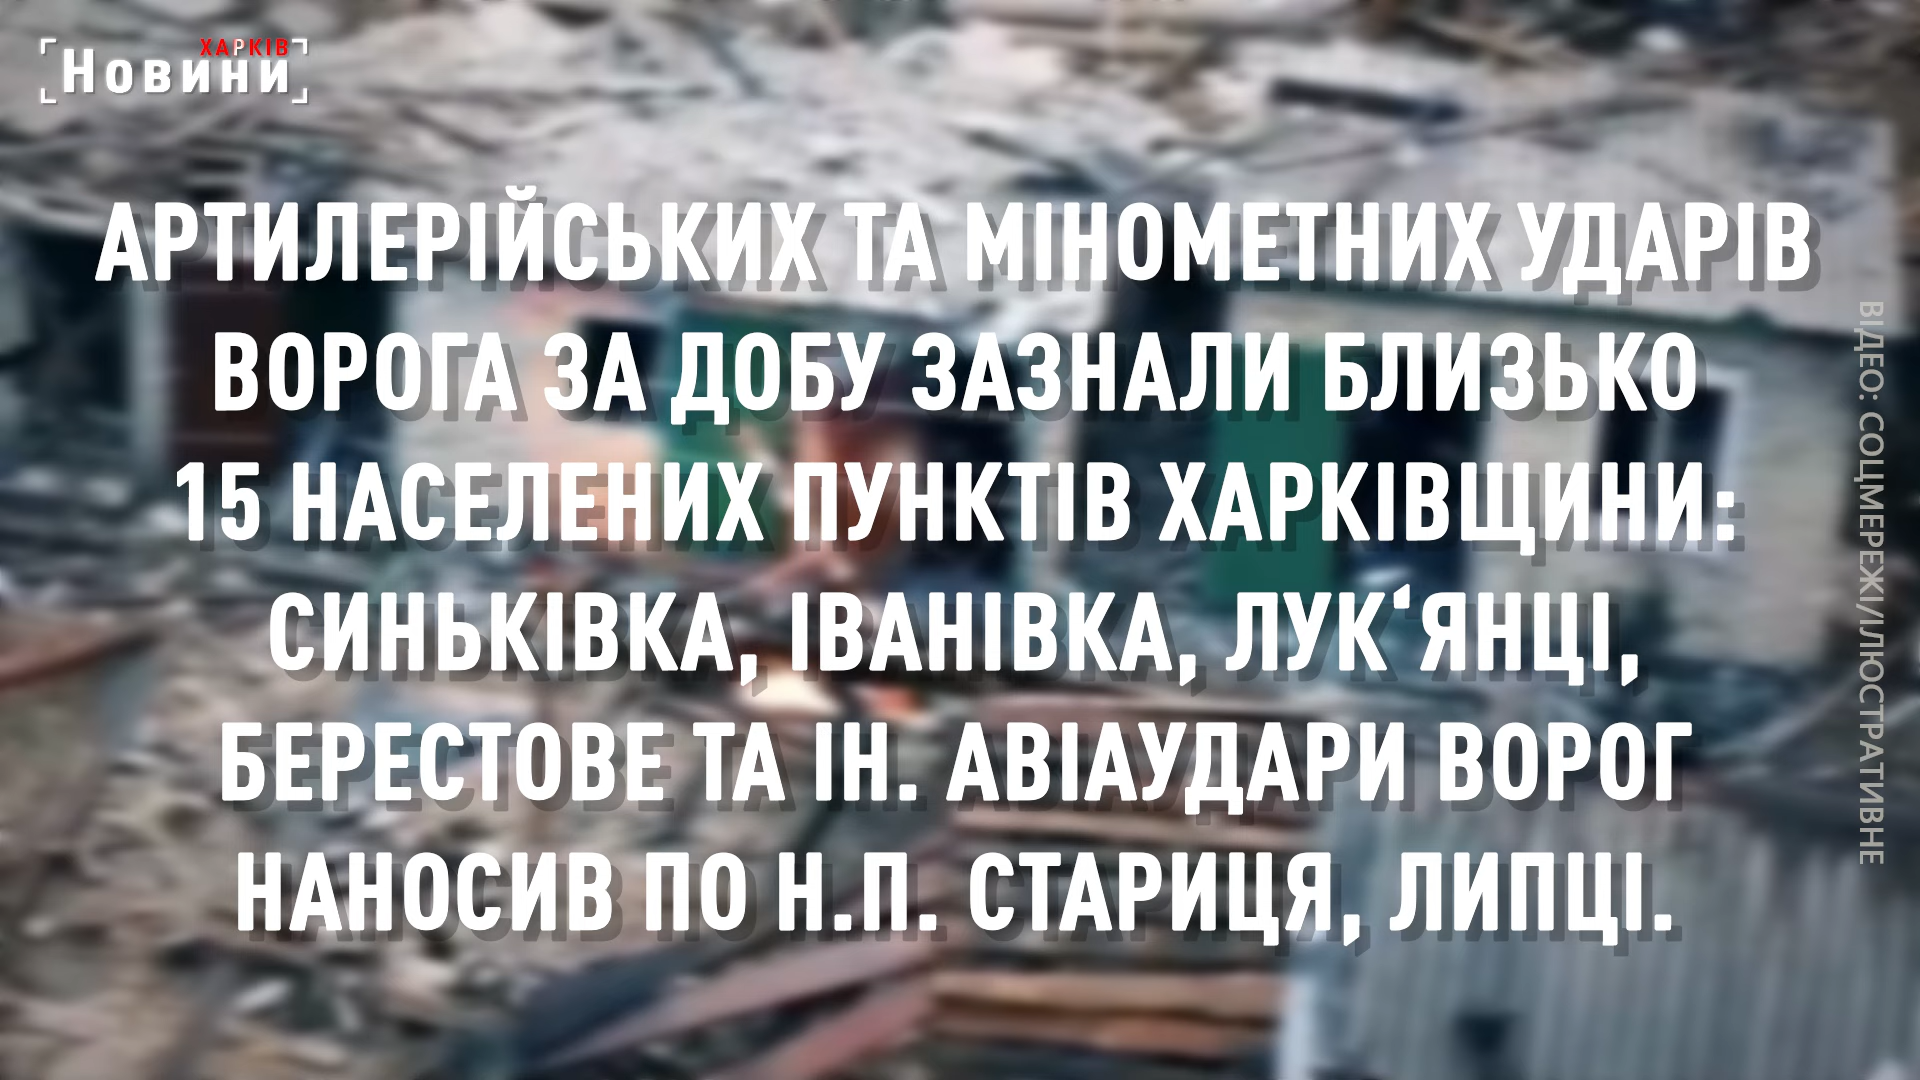 ХАРКІВ
Новини
АРТИЛЕРІЙСЬКИХ ТА МІНОМЕТНИХ УДАРІВ
ВОРОГА ЗА ДОБУ ЗАЗНАЛИ БЛИЗЬКО
15 НАСЕЛЕНИХ ПУНКТІВ ХАРКІВЩИНИ:
СИНЬКІВКА, ІВАНІВКА, ЛУК‘ЯНЦІ,
БЕРЕСТОВЕ ТА ІН. АВІАУДАРИ ВОРОГ
НАНОСИВ ПО Н.П. СТАРИЦЯ, ЛИПЦІ.
ВІДЕО: СОЦМЕРЕЖІ/ІЛЮСТРАТИВНЕ